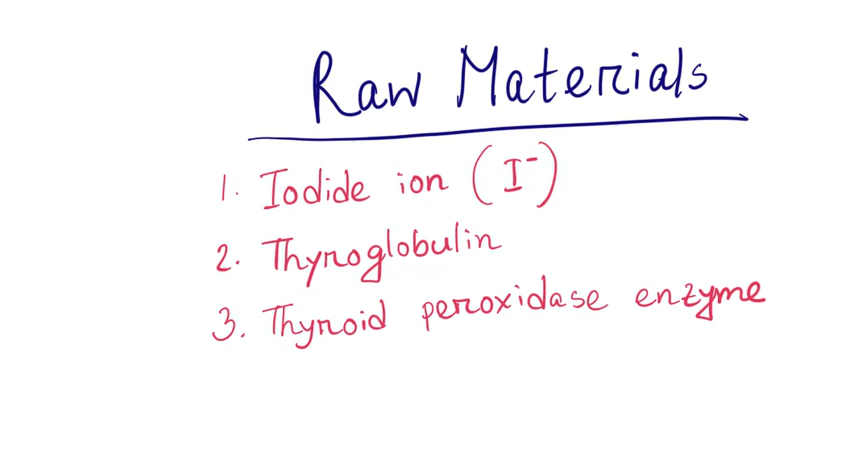 Raw Materials
1. Iodide ion (I⁻)
2. Thyroglobulin
3. Thyroid peroxidase enzyme